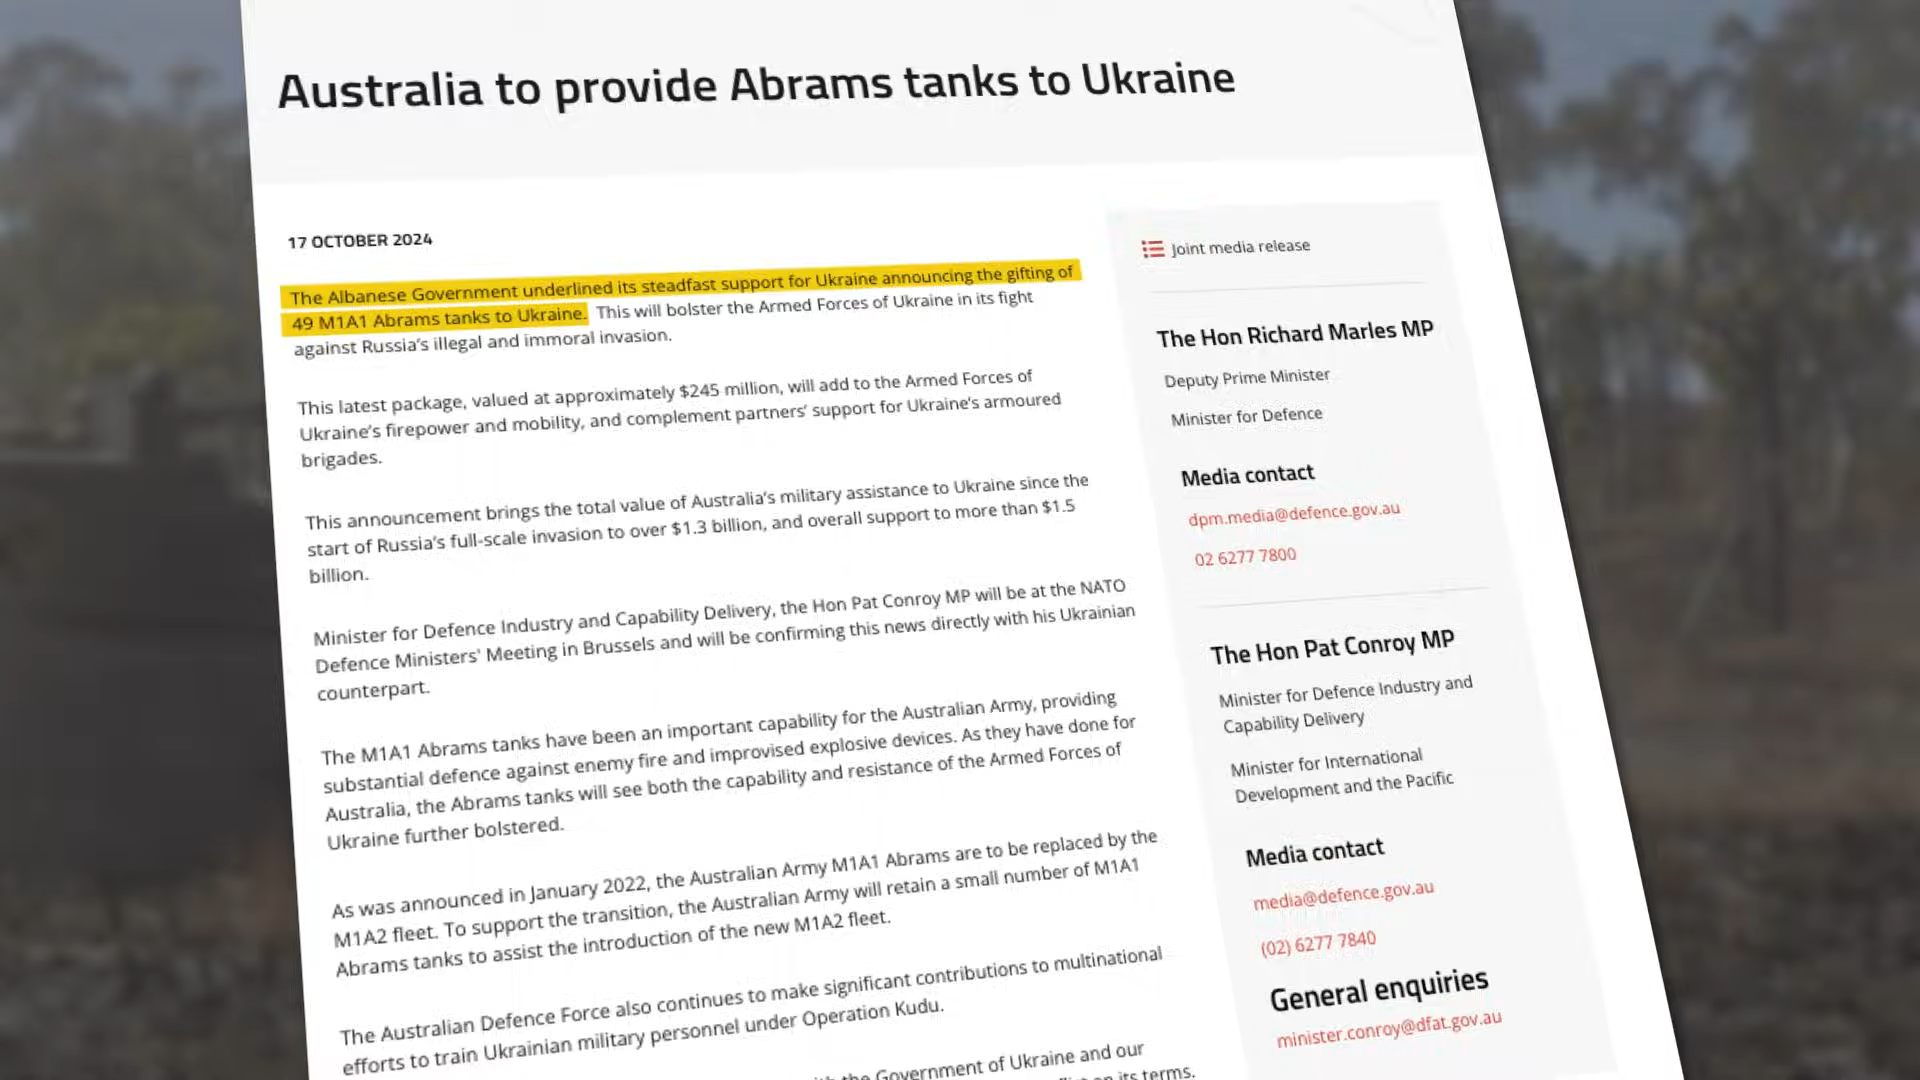 Australia to provide Abrams tanks to Ukraine
17 OCTOBER 2024
The Albanese Government underlined its steadfast support for Ukraine announcing the gifting of
49 M1A1 Abrams tanks to Ukraine. This will bolster the Armed Forces of Ukraine in its fight
against Russia's illegal and immoral invasion.
This latest package, valued at approximately $245 million, will add to the Armed Forces of
Ukraine's firepower and mobility, and complement partners' support for Ukraine's armoured
brigades.
This announcement brings the total value of Australia's military assistance to Ukraine since the
start of Russia's full-scale invasion to over $1.3 billion, and overall support to more than $1.5
billion.
Minister for Defence Industry and Capability Delivery, the Hon Pat Conroy MP will be at the NATO
Defence Ministers' Meeting in Brussels and will be confirming this news directly with his Ukrainian
counterpart.
The M1A1 Abrams tanks have been an important capability for the Australian Army, providing
substantial defence against enemy fire and improvised explosive devices. As they have done for
Australia, the Abrams tanks will see both the capability and resistance of the Armed Forces of
Ukraine further bolstered.
As was announced in January 2022, the Australian Army M1A1 Abrams are to be replaced by the
M1A2 fleet. To support the transition, the Australian Army will retain a small number of M1A1
Abrams tanks to assist the introduction of the new M1A2 fleet.
The Australian Defence Force also continues to make significant contributions to multinational
efforts to train Ukrainian military personnel under Operation Kudu.
the Government of Ukraine and our
on its terms.
Joint media release
The Hon Richard Marles MP
Deputy Prime Minister
Minister for Defence
Media contact
dpm.media@defence.gov.au
02 6277 7800
The Hon Pat Conroy MP
Minister for Defence Industry and
Capability Delivery
Minister for International
Development and the Pacific
Media contact
media@defence.gov.au
(02) 6277 7840
General enquiries
minister.conroy@dfat.gov.au